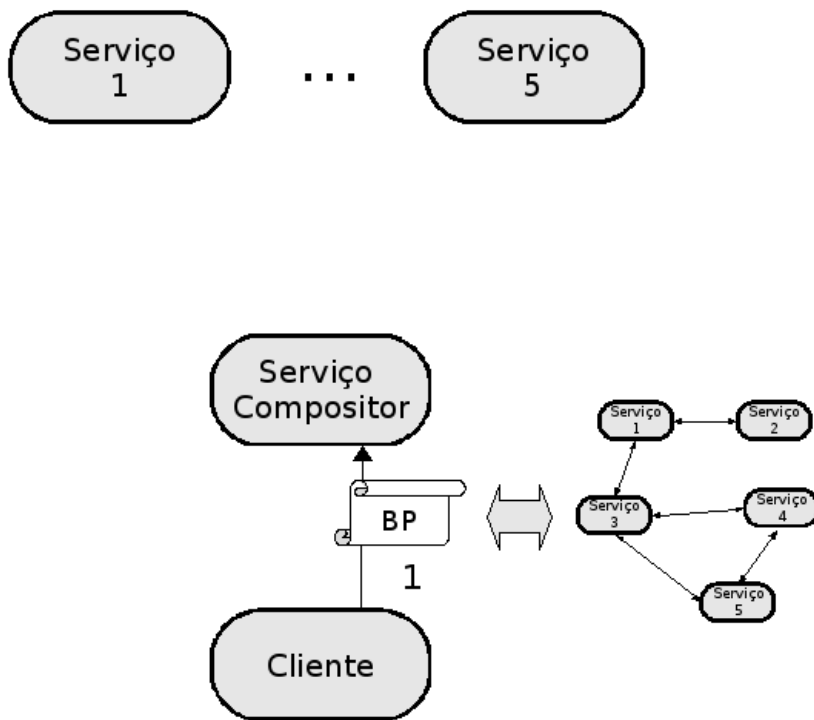 Serviço
1
...
Serviço
5
Serviço
Compositor
BP
1
Cliente
Serviço
1
Serviço
2
Serviço
3
Serviço
4
Serviço
5